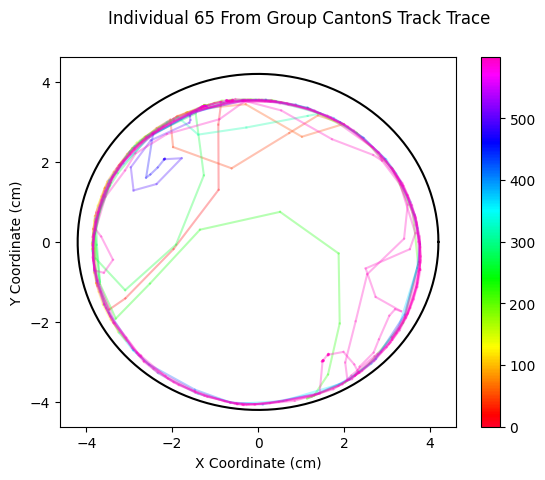 Individual 65 From Group CantonS Track Trace
4
2
0
−2
−4
Y Coordinate (cm)
−4 −2 0 2 4
X Coordinate (cm)
500
400
300
200
100
0